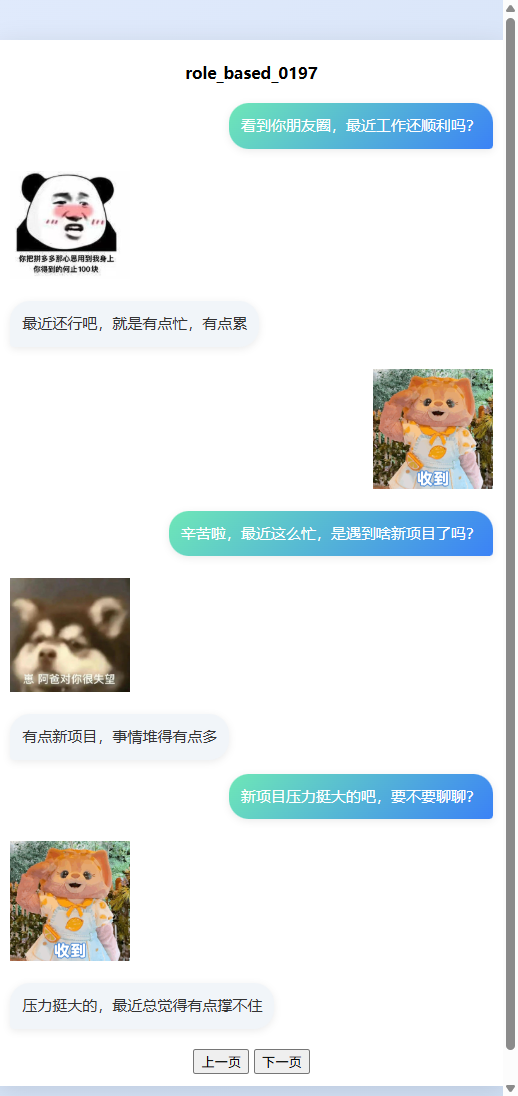 role_based_0197
看到你朋友圈，最近工作还顺利吗？
你把拼多多那心思用到我身上
你得到的何止100块
最近还行吧，就是有点忙，有点累
收到
辛苦啦，最近这么忙，是遇到啥新项目了吗？
崽 阿爸对你很失望
有点新项目，事情堆得有点多
新项目压力挺大的吧，要不要聊聊？
收到
压力挺大的，最近总觉得有点撑不住
上一页 下一页